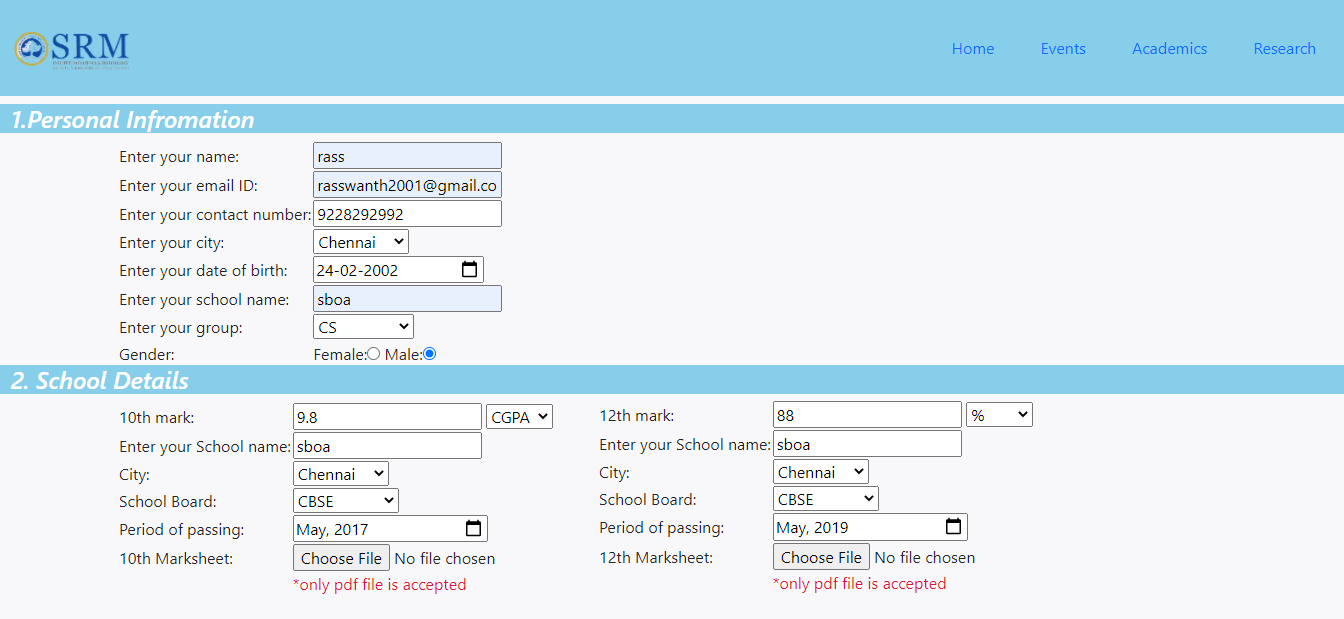 SRM
Home Events Academics Research
1.Personal Infromation
Enter your name: rass
Enter your email ID: rasswanth2001@gmail.co
Enter your contact number: 9228292992
Enter your city: Chennai
Enter your date of birth: 24-02-2002
Enter your school name: sboa
Enter your group: CS
Gender: Female: Male:
2. School Details
10th mark: 9.8 CGPA
Enter your School name: sboa
City: Chennai
School Board: CBSE
Period of passing: May, 2017
10th Marksheet: Choose File No file chosen
*only pdf file is accepted
12th mark: 88 %
Enter your School name: sboa
City: Chennai
School Board: CBSE
Period of passing: May, 2019
12th Marksheet: Choose File No file chosen
*only pdf file is accepted